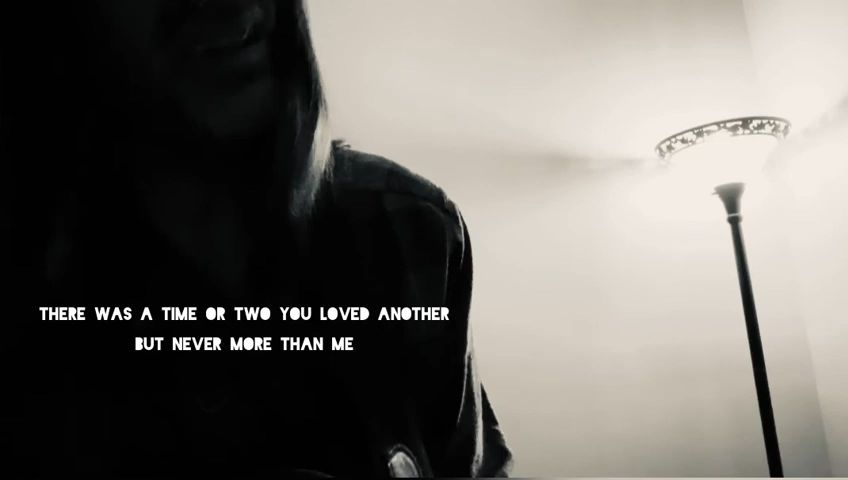 THERE WAS A TIME OR TWO YOU LOVED ANOTHER
BUT NEVER MORE THAN ME